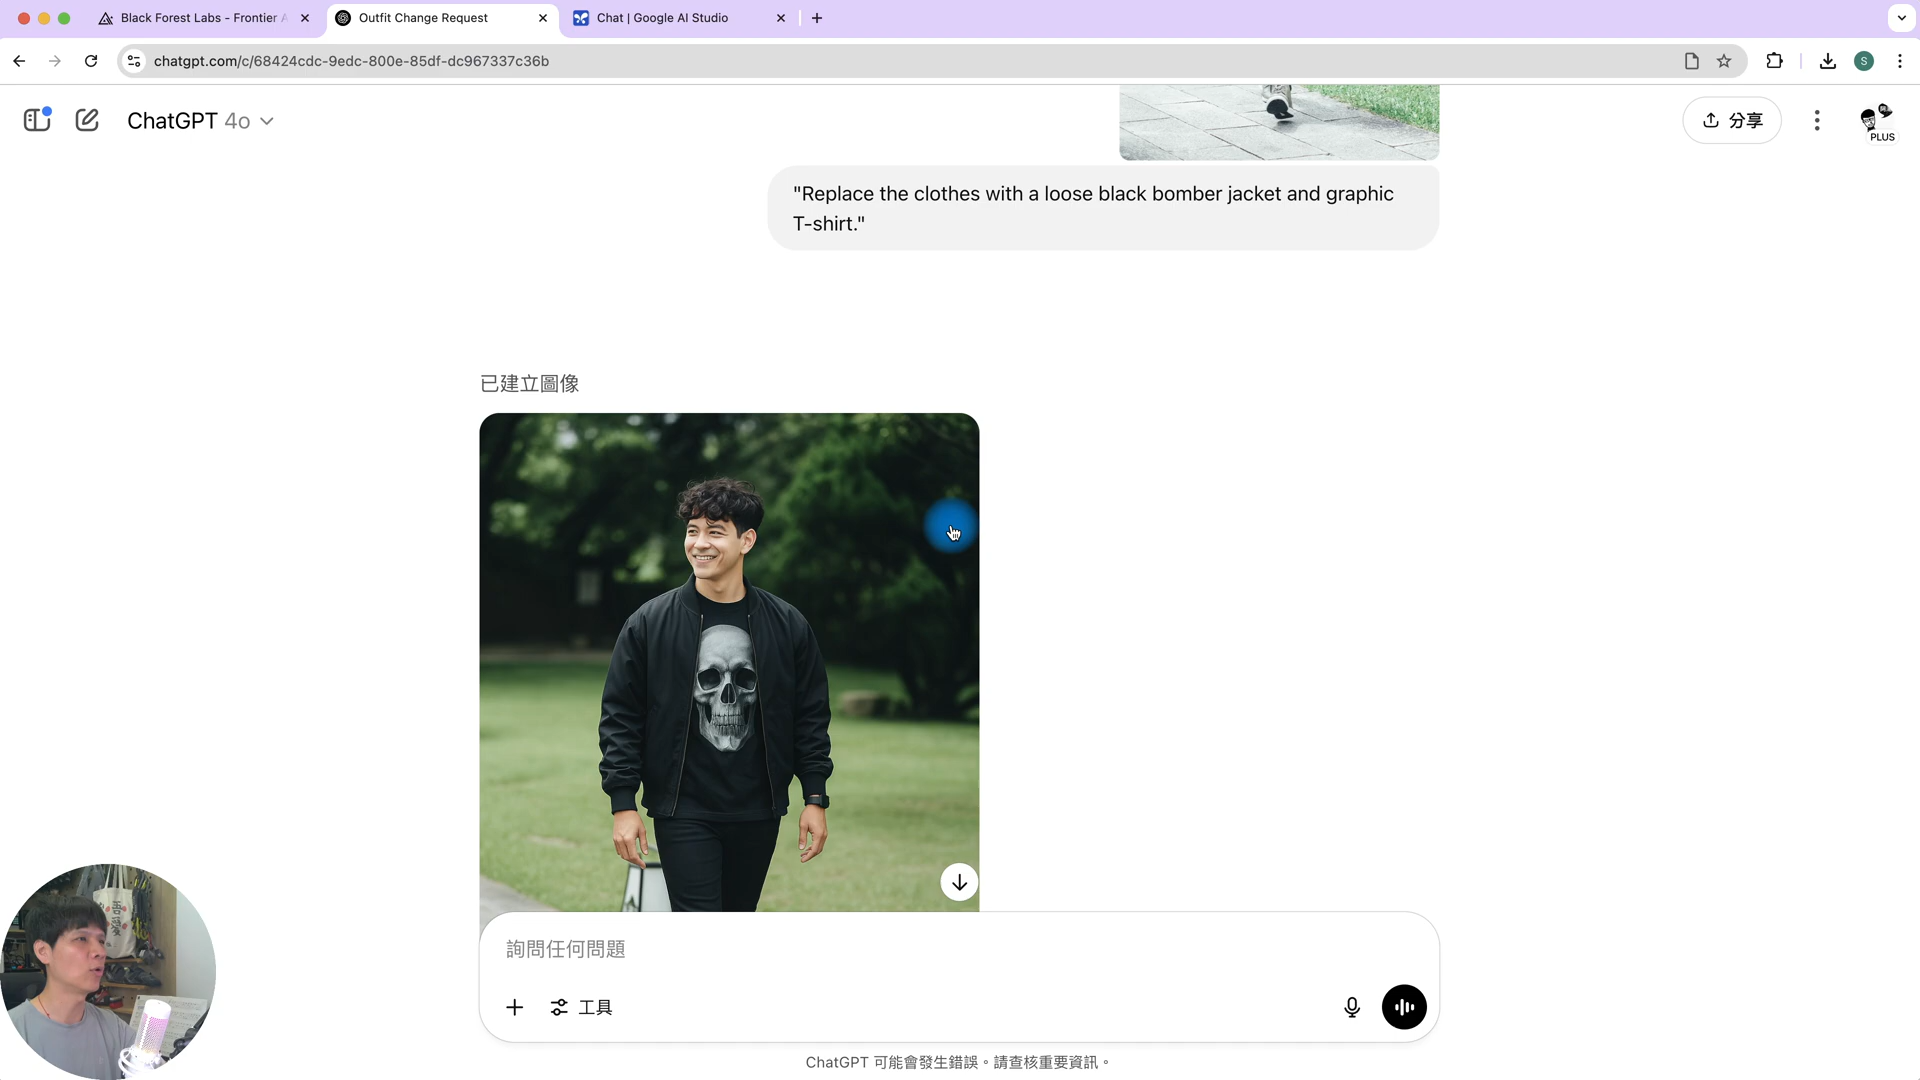 Black Forest Labs - Frontier A
Outfit Change Request
Chat | Google AI Studio
chatgpt.com/c/68424cdc-9edc-800e-85df-dc967337c36b
S
ChatGPT 4o
分享
PLUS
"Replace the clothes with a loose black bomber jacket and graphic
T-shirt."
已建立圖像
詢問任何問題
工具
ChatGPT 可能會發生錯誤。請查核重要資訊。